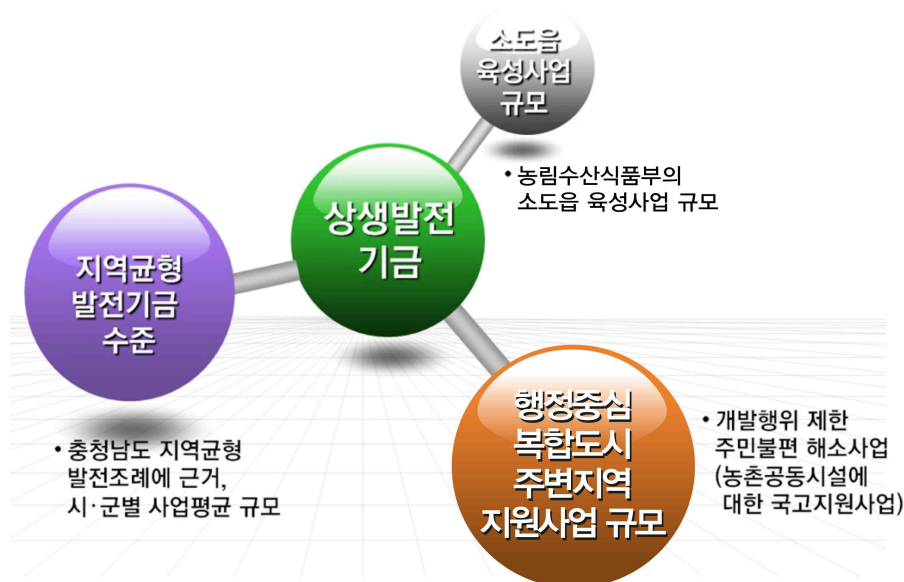 소도읍
육성사업
규모
• 농림수산식품부의
소도읍 육성사업 규모
상생발전
기금
지역균형
발전기금
수준
• 충청남도 지역균형
발전조례에 근거,
시·군별 사업평균 규모
행정중심
복합도시
주변지역
지원사업 규모
• 개발행위 제한
주민불편 해소사업
(농촌공동시설에
대한 국고지원사업)